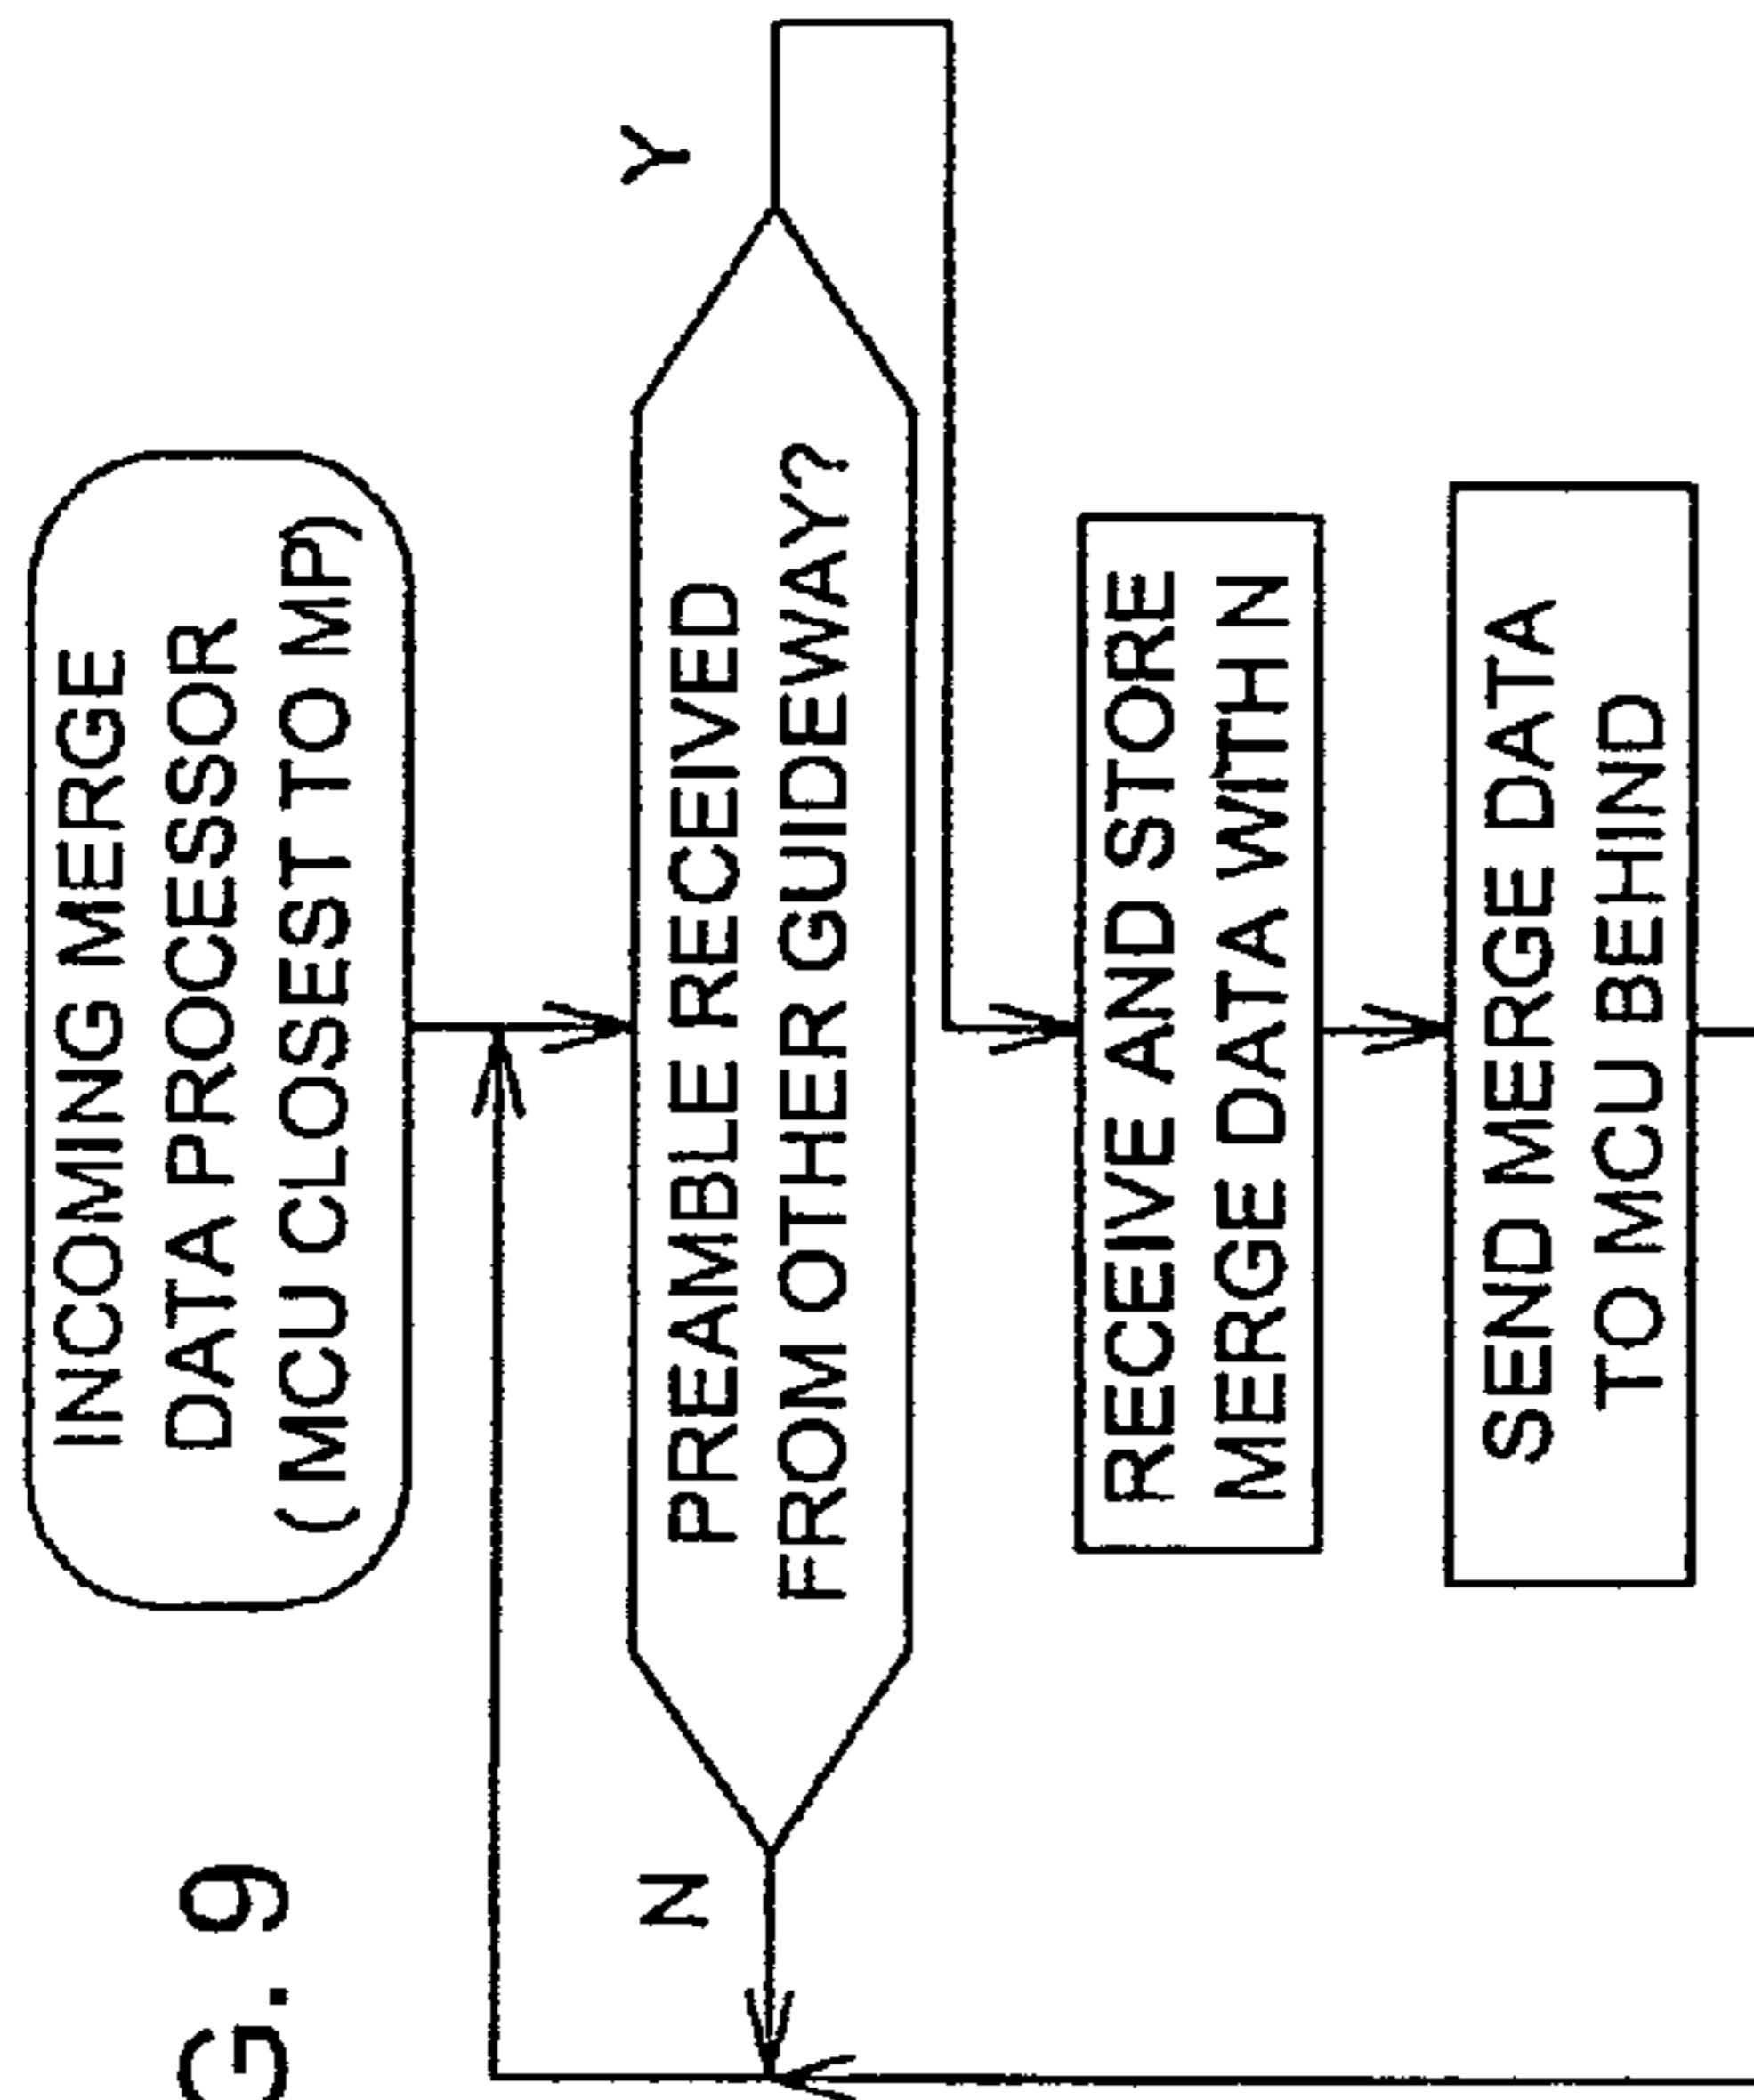 G. 9
INCOMING MERGE
DATA PROCESSOR
(MCU CLOSEST TO MP)
N
Y
PREAMBLE RECEIVED
FROM OTHER GUIDEWAY?
RECEIVE AND STORE
MERGE DATA WITH N
SEND MERGE DATA
TO MCU BEHIND